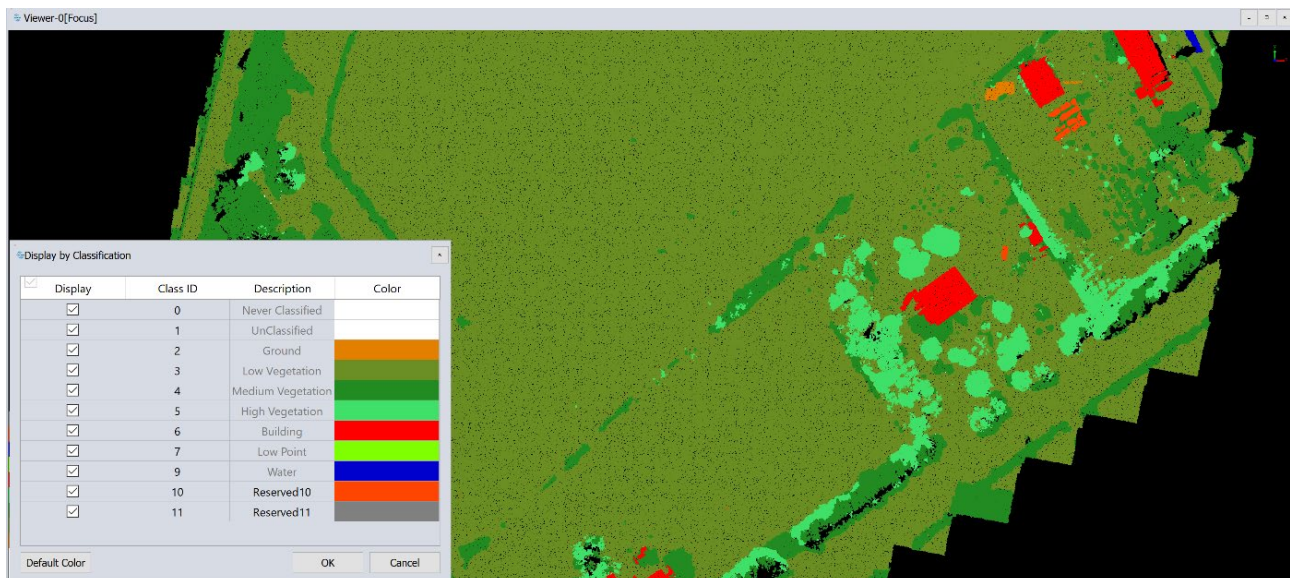 Viewer-0[Focus]
Display by Classification
Display Class ID Description Color
0 Never Classified
1 UnClassified
2 Ground
3 Low Vegetation
4 Medium Vegetation
5 High Vegetation
6 Building
7 Low Point
9 Water
10 Reserved10
11 Reserved11
Default Color OK Cancel